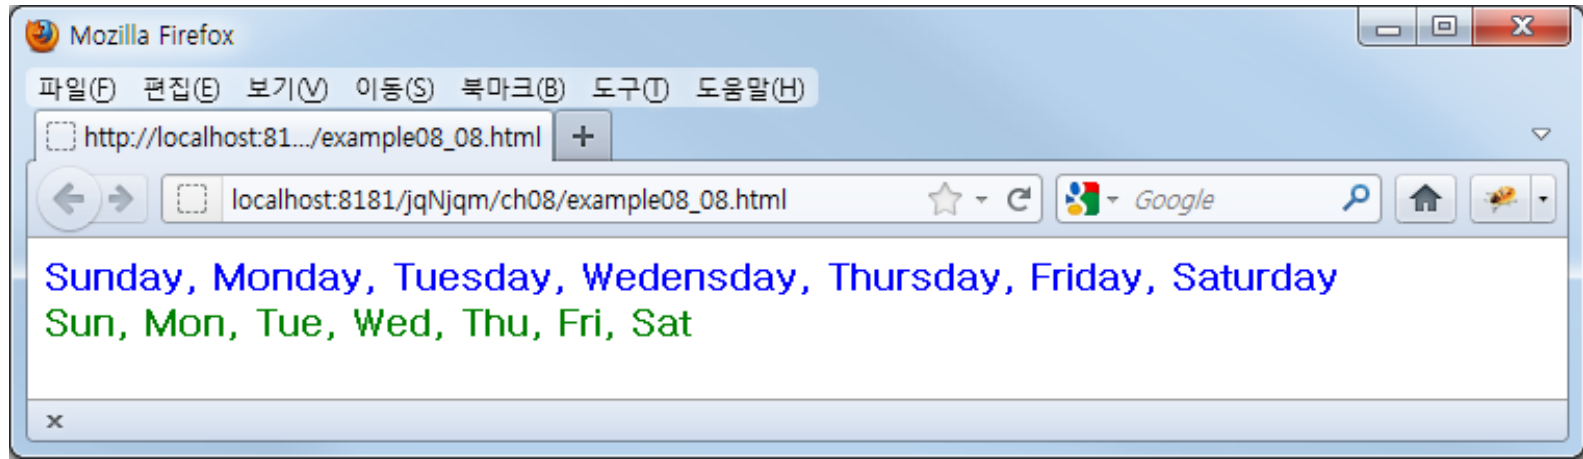 Mozilla Firefox
파일(F) 편집(E) 보기(V) 이동(S) 북마크(B) 도구(T) 도움말(H)
http://localhost:81.../example08_08.html
localhost:8181/jqNjqm/ch08/example08_08.html Google
Sunday, Monday, Tuesday, Wedensday, Thursday, Friday, Saturday
Sun, Mon, Tue, Wed, Thu, Fri, Sat